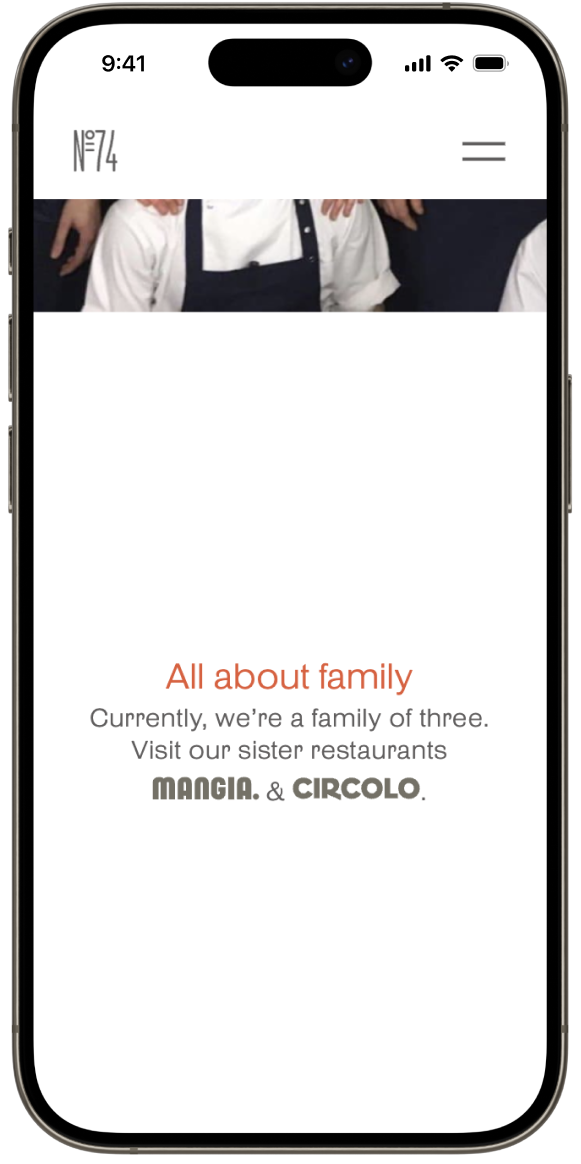 9:41
Nº74
All about family
Currently, we're a family of three.
Visit our sister restaurants
MANGIA. & CIRCOLO.